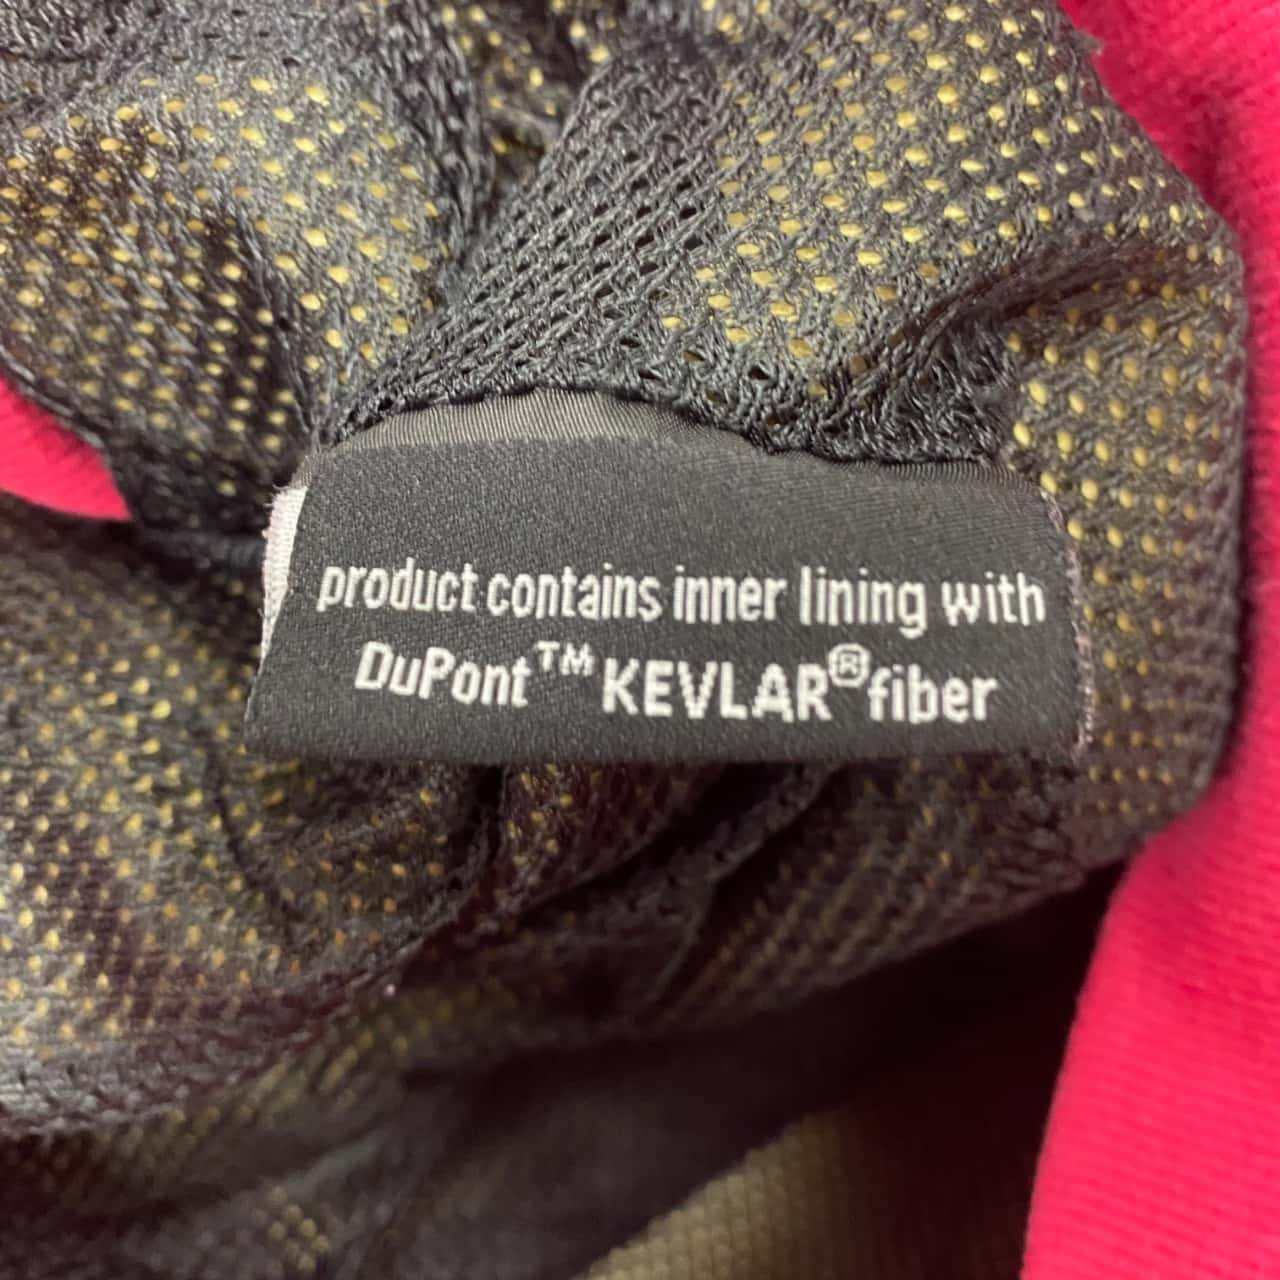 product contains inner lining with
DuPont™ KEVLAR® fiber